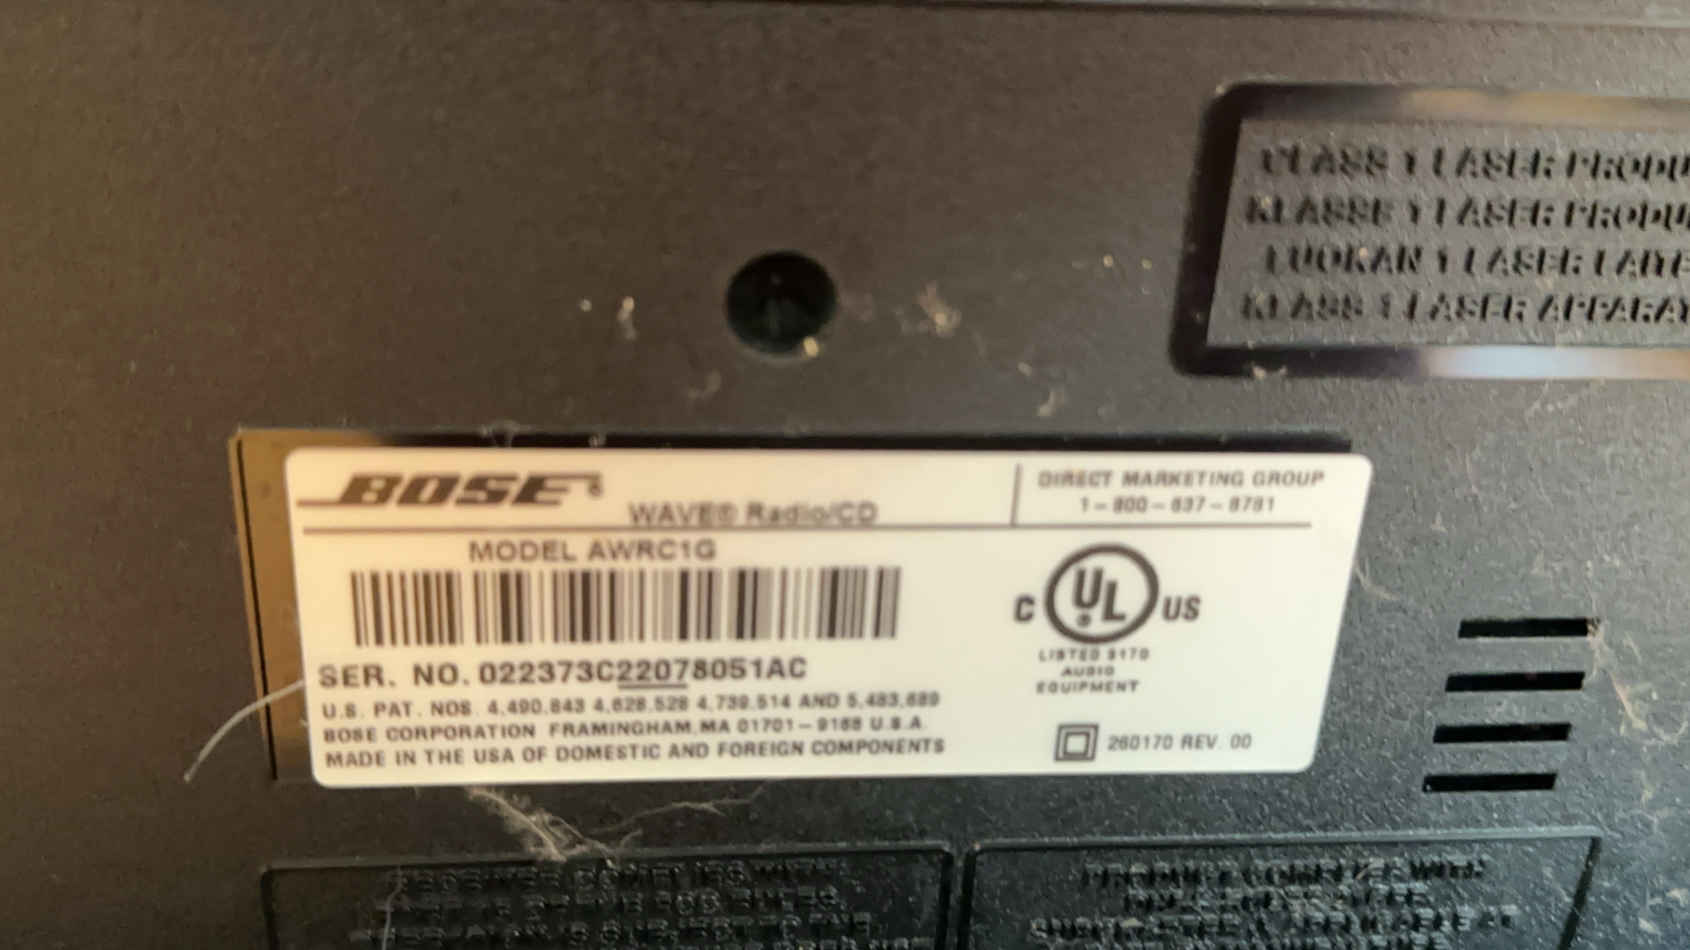 CLASS 1 LASER PRODU
KLASSE 1 LASER PRODU
LUOKAN 1 LASER LAITE
KLASS 1 LASER APPARAT
BOSE®
WAVE® Radio/CD
DIRECT MARKETING GROUP
1-800-637-8781
MODEL AWRC1G
C UL® US
LISTED 9170
AUDIO
EQUIPMENT
SER. NO. 022373C22078051AC
U.S. PAT. NOS. 4,490,843 4,628,528 4,739,514 AND 5,483,689
BOSE CORPORATION FRAMINGHAM, MA 01701-9168 U.S.A.
MADE IN THE USA OF DOMESTIC AND FOREIGN COMPONENTS
260170 REV. 00
COMPLIES WITH